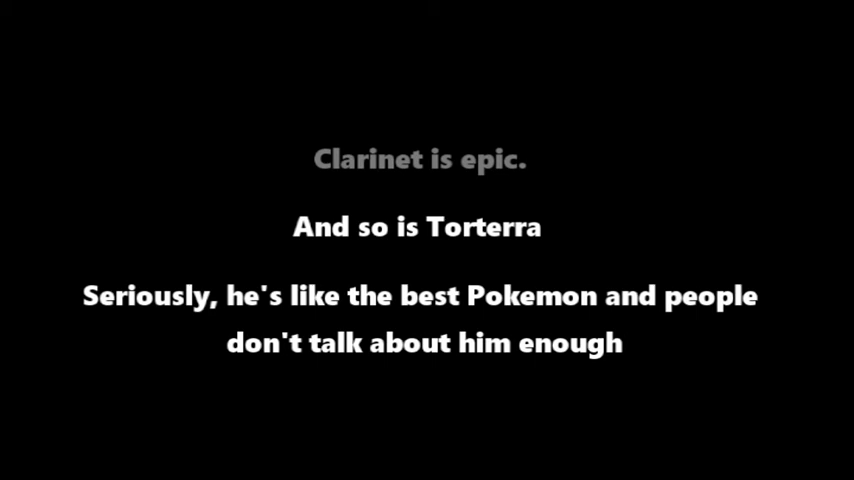 Clarinet is epic.
And so is Torterra
Seriously, he's like the best Pokemon and people
don't talk about him enough